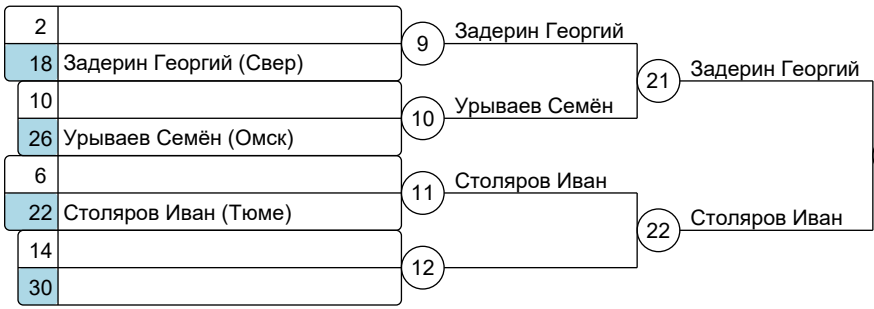 2
18 Задерин Георгий (Свер)
10
26 Урываев Семён (Омск)
6
22 Столяров Иван (Тюме)
14
30
9 Задерин Георгий
10 Урываев Семён
11 Столяров Иван
12
21 Задерин Георгий
22 Столяров Иван